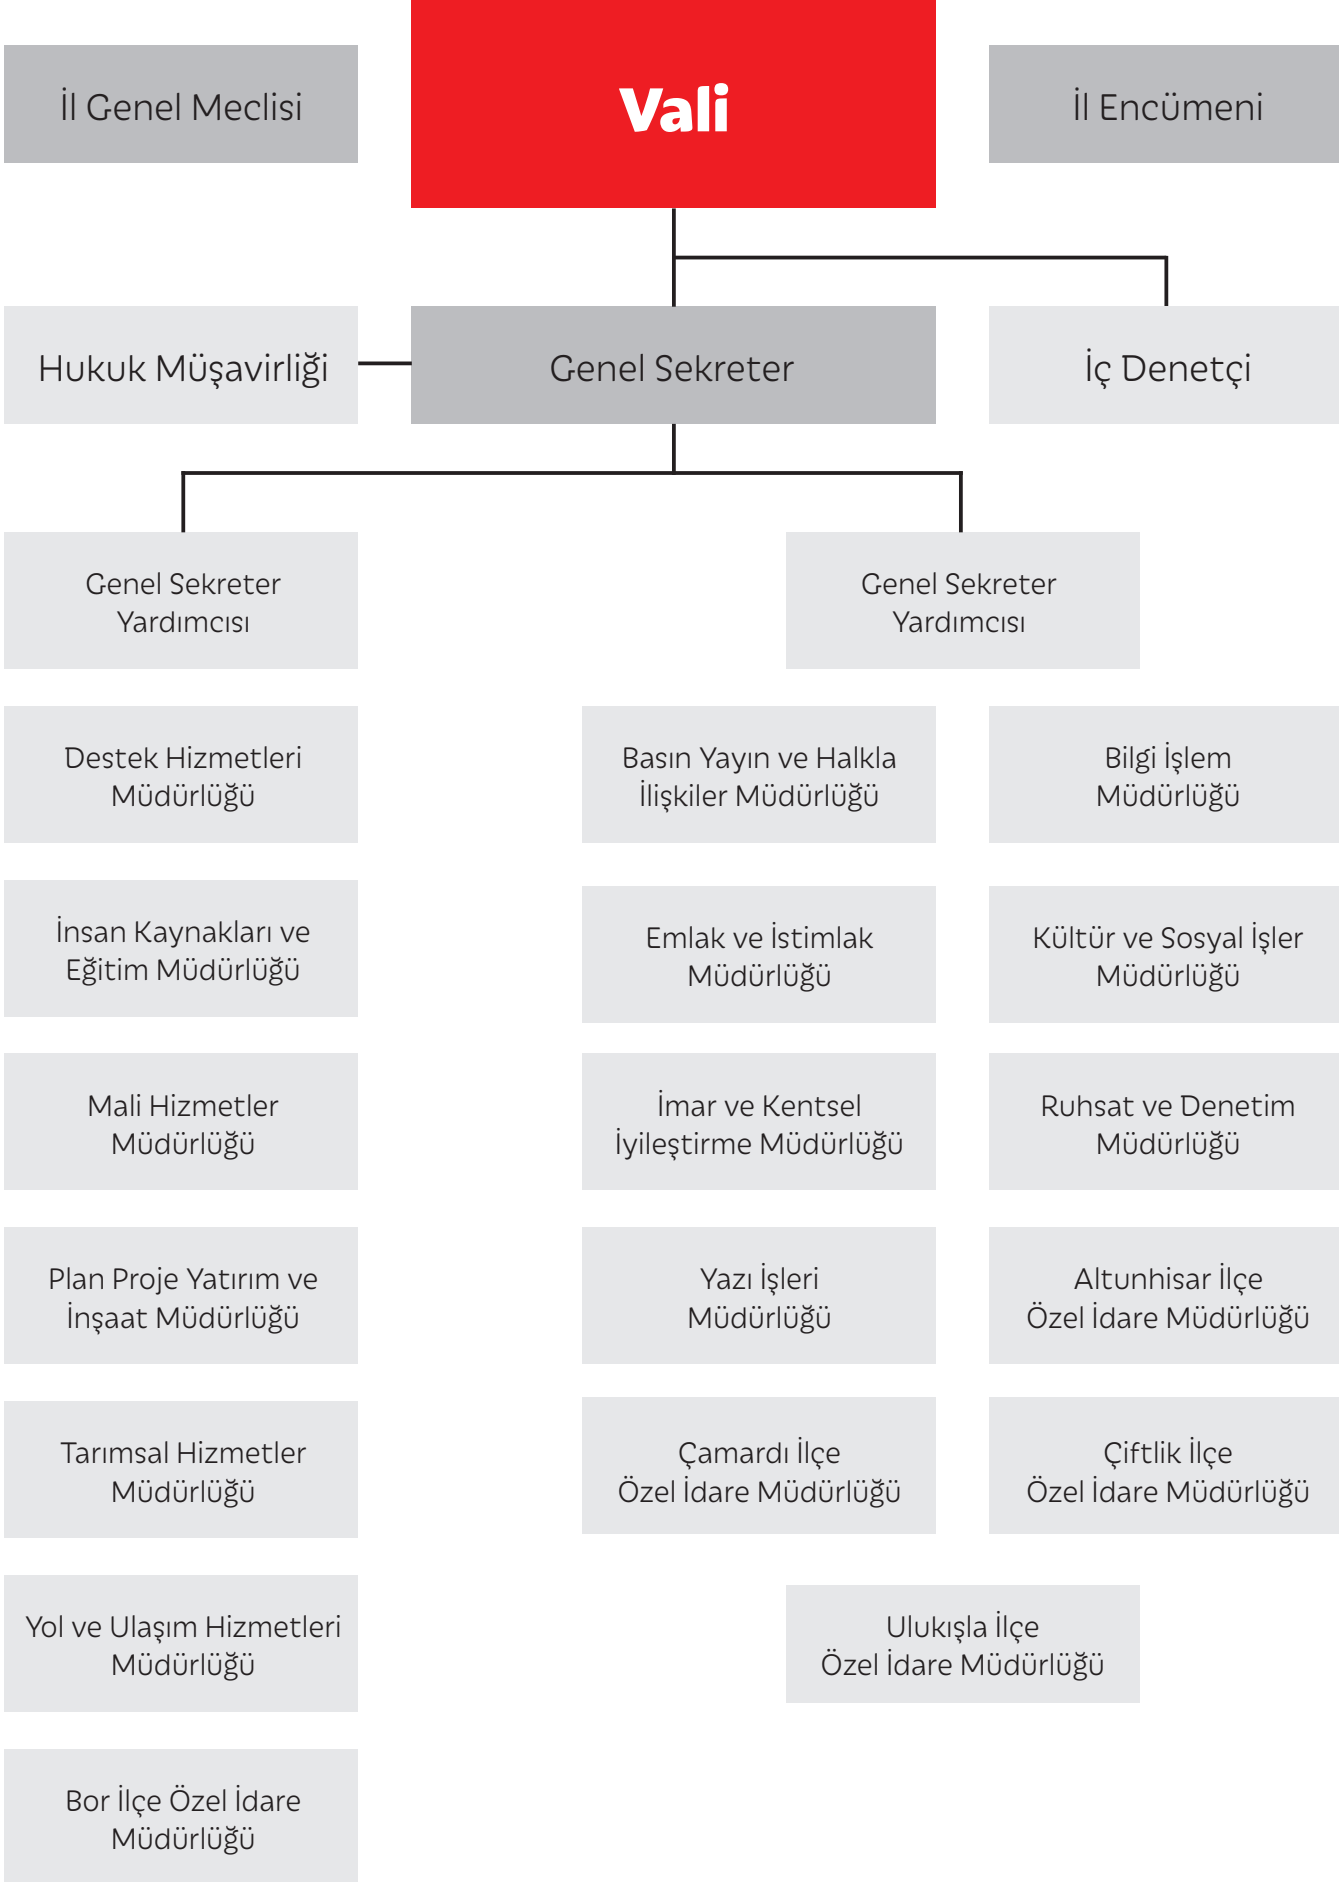 İl Genel Meclisi
Vali
İl Encümeni
Hukuk Müşavirliği
Genel Sekreter
İç Denetçi
Genel Sekreter
Yardımcısı
Genel Sekreter
Yardımcısı
Destek Hizmetleri
Müdürlüğü
Basın Yayın ve Halkla
İlişkiler Müdürlüğü
Bilgi İşlem
Müdürlüğü
İnsan Kaynakları ve
Eğitim Müdürlüğü
Emlak ve İstimlak
Müdürlüğü
Kültür ve Sosyal İşler
Müdürlüğü
Mali Hizmetler
Müdürlüğü
İmar ve Kentsel
İyileştirme Müdürlüğü
Ruhsat ve Denetim
Müdürlüğü
Plan Proje Yatırım ve
İnşaat Müdürlüğü
Yazı İşleri
Müdürlüğü
Altunhisar İlçe
Özel İdare Müdürlüğü
Tarımsal Hizmetler
Müdürlüğü
Çamardı İlçe
Özel İdare Müdürlüğü
Çiftlik İlçe
Özel İdare Müdürlüğü
Yol ve Ulaşım Hizmetleri
Müdürlüğü
Ulukışla İlçe
Özel İdare Müdürlüğü
Bor İlçe Özel İdare
Müdürlüğü